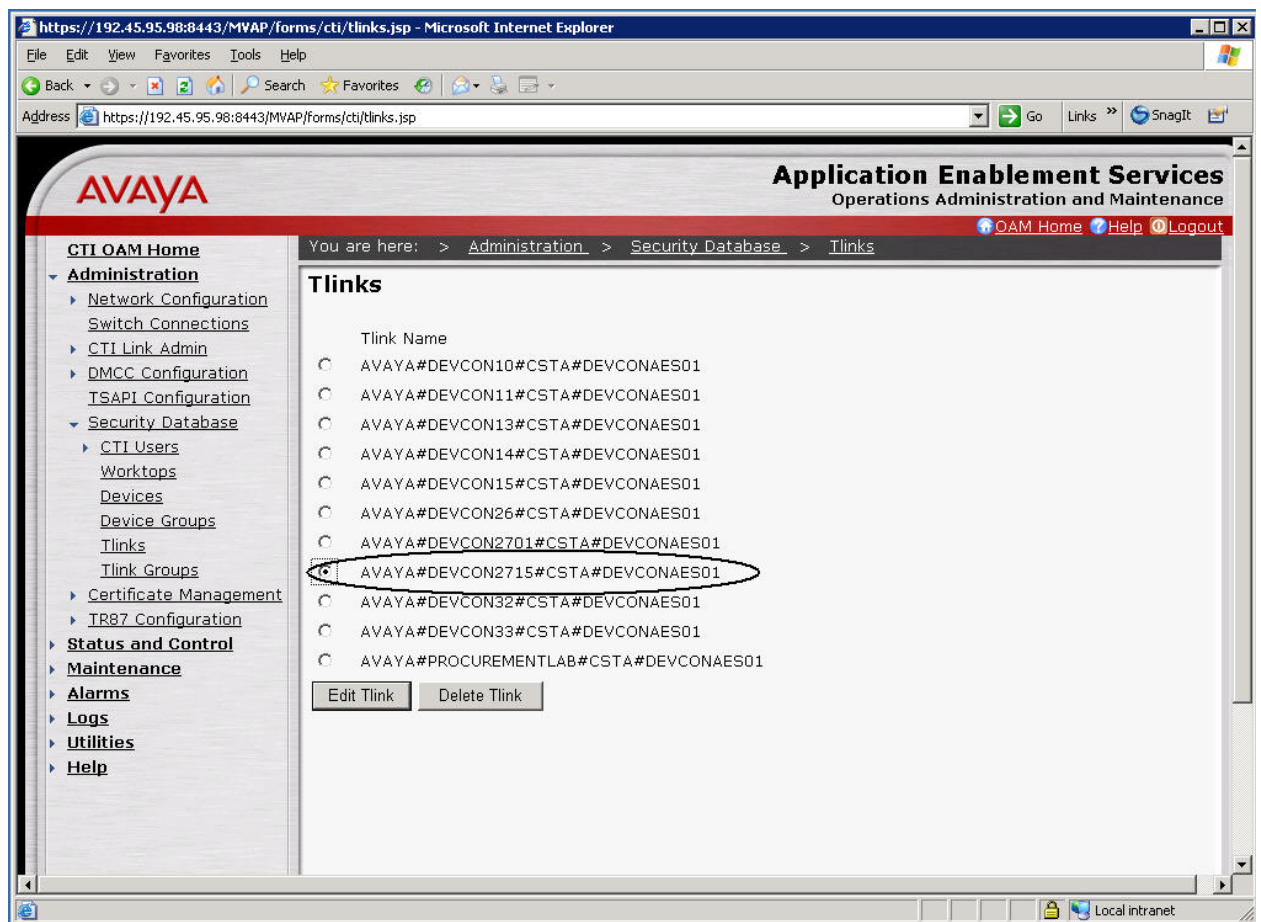 https://192.45.95.98:8443/MVAP/forms/cti/tlinks.jsp - Microsoft Internet Explorer
File Edit View Favorites Tools Help
Back Search Favorites
Address https://192.45.95.98:8443/MVAP/forms/cti/tlinks.jsp Go Links » SnagIt
AVAYA
Application Enablement Services
Operations Administration and Maintenance
OAM Home Help Logout
You are here: > Administration > Security Database > Tlinks
CTI OAM Home
Administration
Network Configuration
Switch Connections
CTI Link Admin
DMCC Configuration
TSAPI Configuration
Security Database
CTI Users
Worktops
Devices
Device Groups
Tlinks
Tlink Groups
Certificate Management
TR87 Configuration
Status and Control
Maintenance
Alarms
Logs
Utilities
Help
Tlinks
Tlink Name
AVAYA#DEVCON10#CSTA#DEVCONAES01
AVAYA#DEVCON11#CSTA#DEVCONAES01
AVAYA#DEVCON13#CSTA#DEVCONAES01
AVAYA#DEVCON14#CSTA#DEVCONAES01
AVAYA#DEVCON15#CSTA#DEVCONAES01
AVAYA#DEVCON26#CSTA#DEVCONAES01
AVAYA#DEVCON2701#CSTA#DEVCONAES01
AVAYA#DEVCON2715#CSTA#DEVCONAES01
AVAYA#DEVCON32#CSTA#DEVCONAES01
AVAYA#DEVCON33#CSTA#DEVCONAES01
AVAYA#PROCUREMENTLAB#CSTA#DEVCONAES01
Edit Tlink Delete Tlink
Local intranet